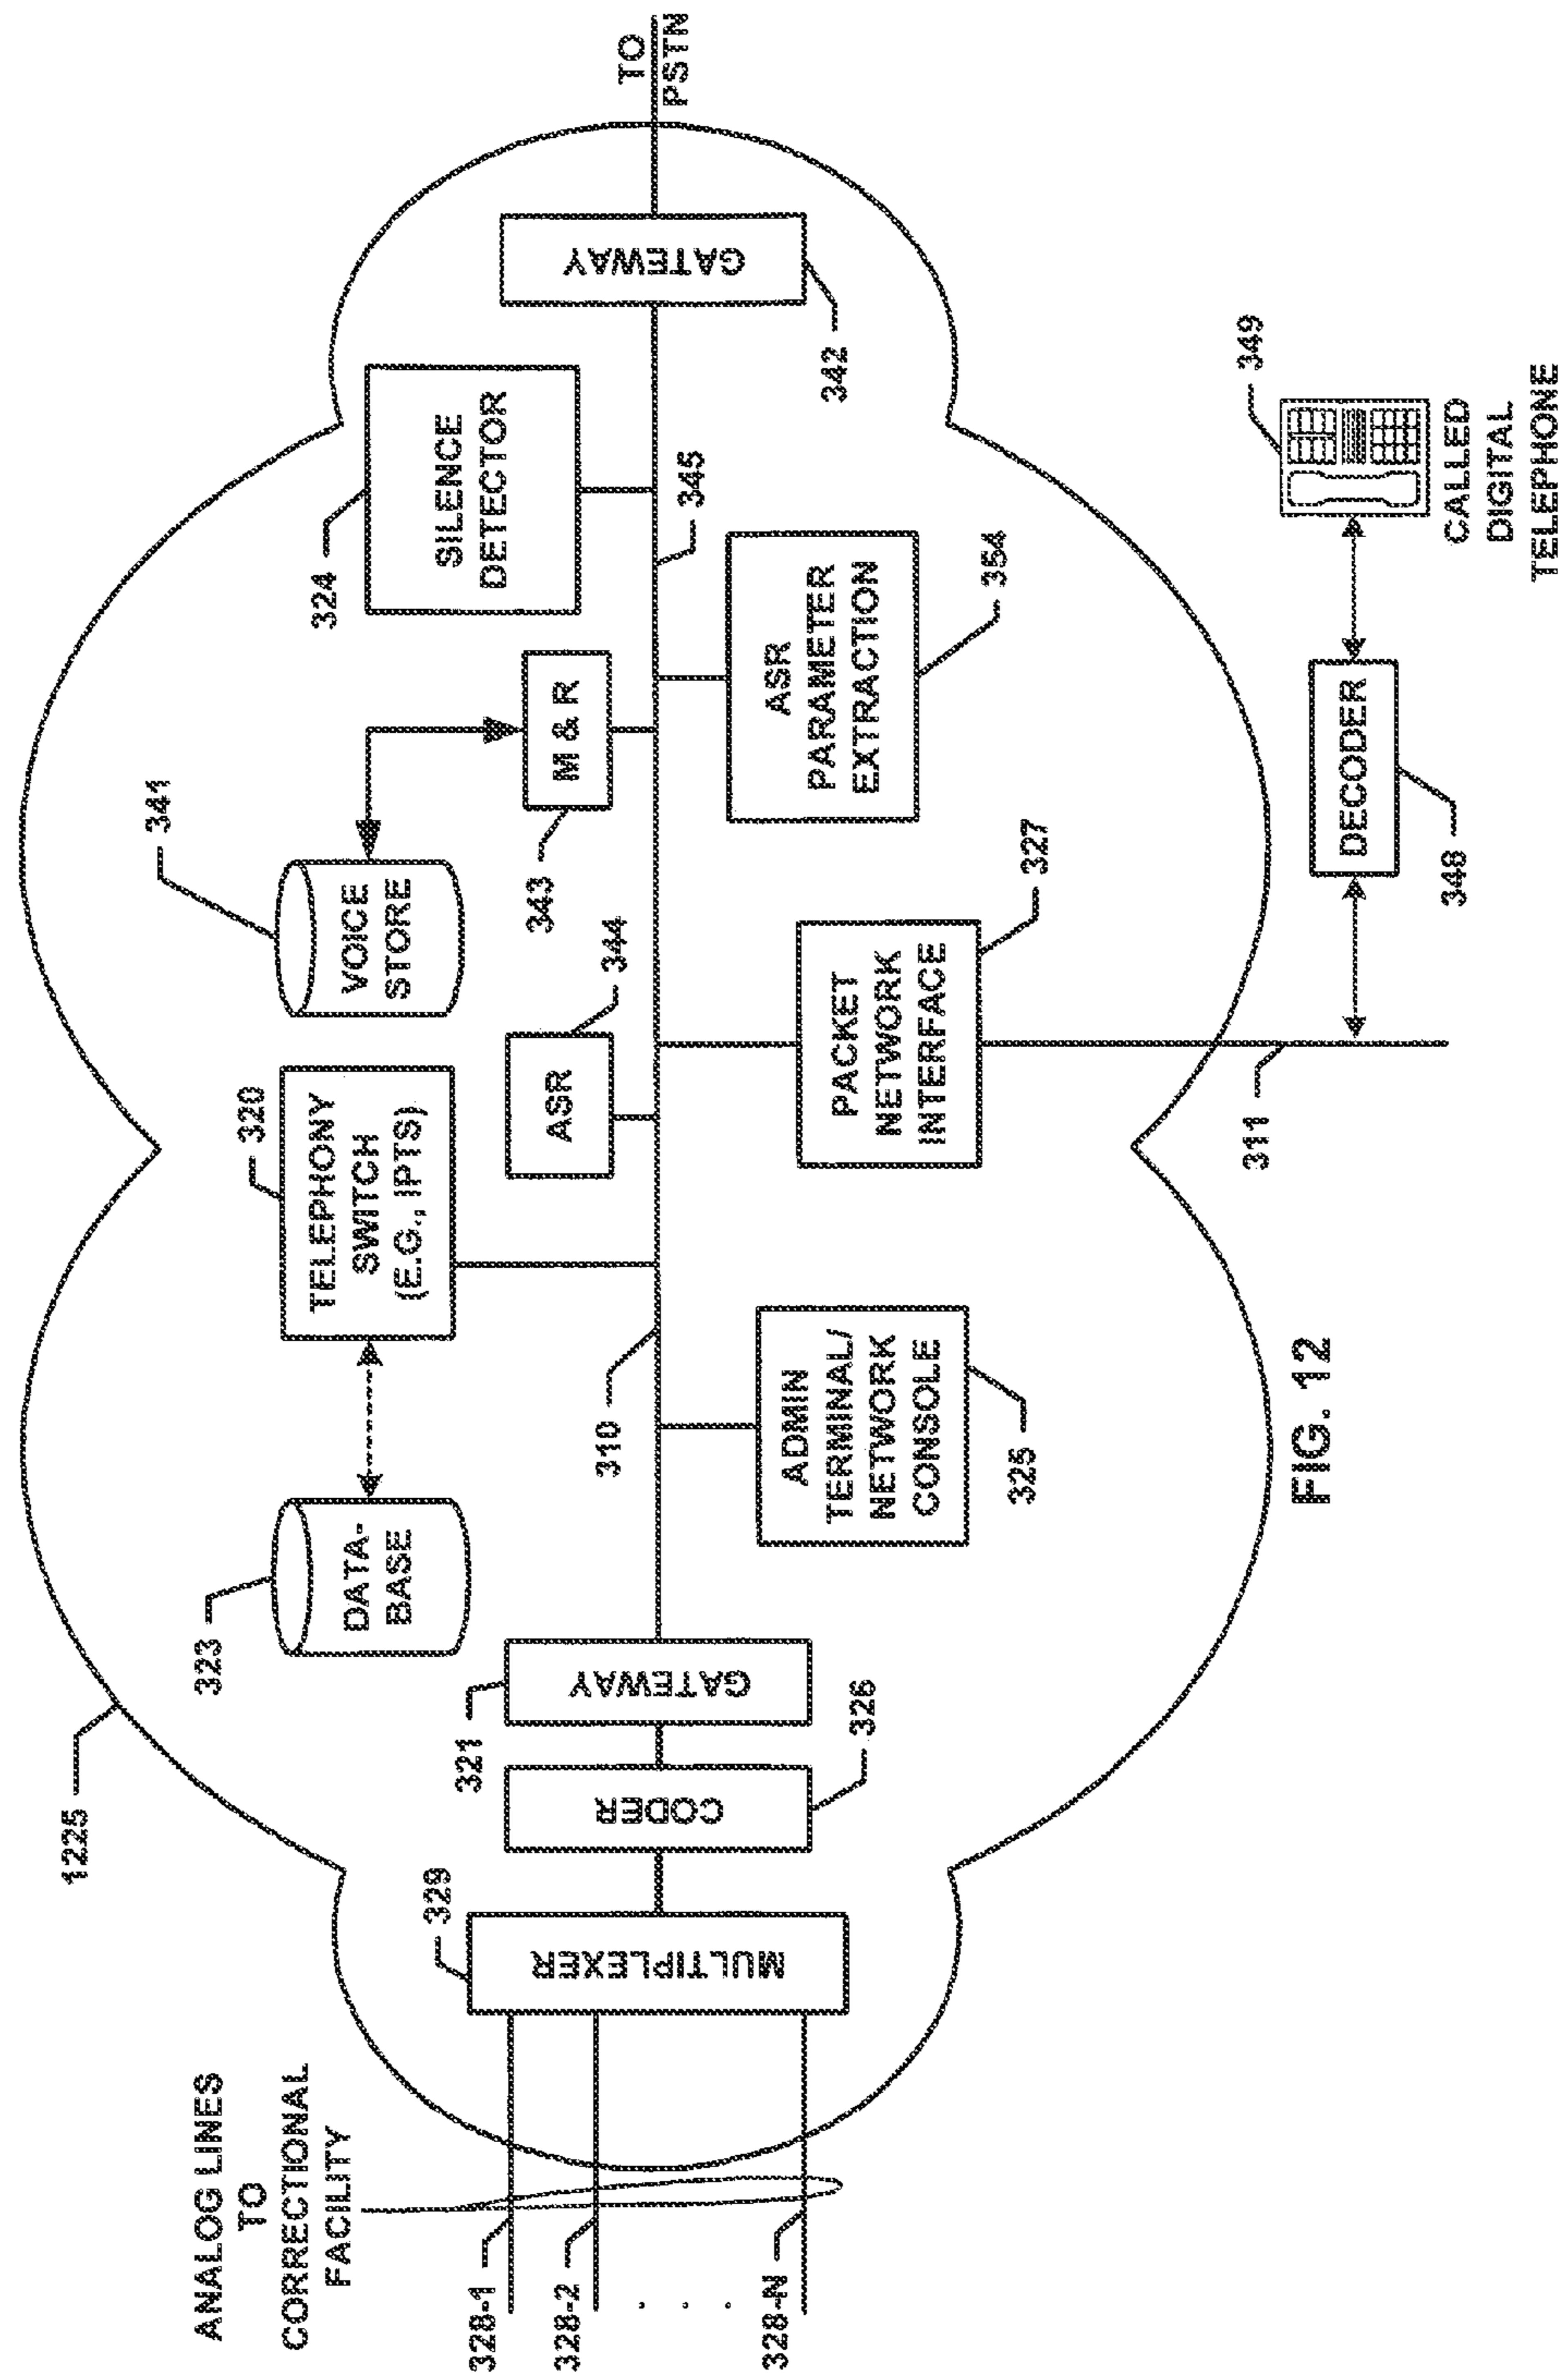 ANALOG LINES
TO
CORRECTIONAL
FACILITY
328-1
328-2
. . .
328-N
1225
329
MULTIPLEXER
CODER
326
321
GATEWAY
323
DATA-
BASE
320
TELEPHONY
SWITCH
(E.G., IPTS)
310
ADMIN
TERMINAL/
NETWORK
CONSOLE
325
ASR
344
341
VOICE
STORE
M & R
343
PACKET
NETWORK
INTERFACE
327
311
324
SILENCE
DETECTOR
345
ASR
PARAMETER
EXTRACTION
354
GATEWAY
342
TO
PSTN
DECODER
348
349
CALLED
DIGITAL
TELEPHONE
FIG. 12